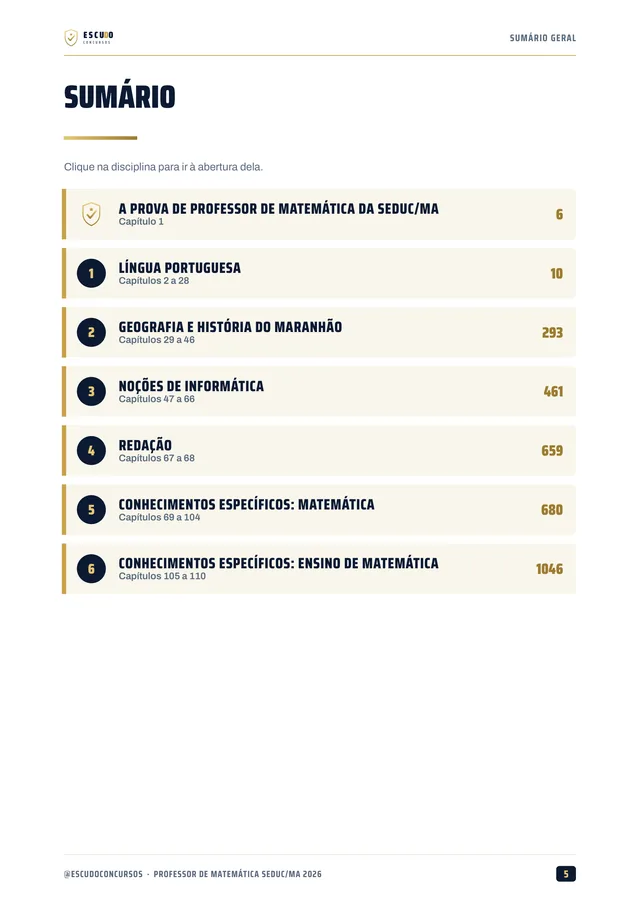 ESCUDO
CONCURSOS
SUMÁRIO GERAL
SUMÁRIO
Clique na disciplina para ir à abertura dela.
A PROVA DE PROFESSOR DE MATEMÁTICA DA SEDUC/MA
Capítulo 1
6
1
LÍNGUA PORTUGUESA
Capítulos 2 a 28
10
2
GEOGRAFIA E HISTÓRIA DO MARANHÃO
Capítulos 29 a 46
293
3
NOÇÕES DE INFORMÁTICA
Capítulos 47 a 66
461
4
REDAÇÃO
Capítulos 67 a 68
659
5
CONHECIMENTOS ESPECÍFICOS: MATEMÁTICA
Capítulos 69 a 104
680
6
CONHECIMENTOS ESPECÍFICOS: ENSINO DE MATEMÁTICA
Capítulos 105 a 110
1046
@ESCUDOCONCURSOS · PROFESSOR DE MATEMÁTICA SEDUC/MA 2026
5